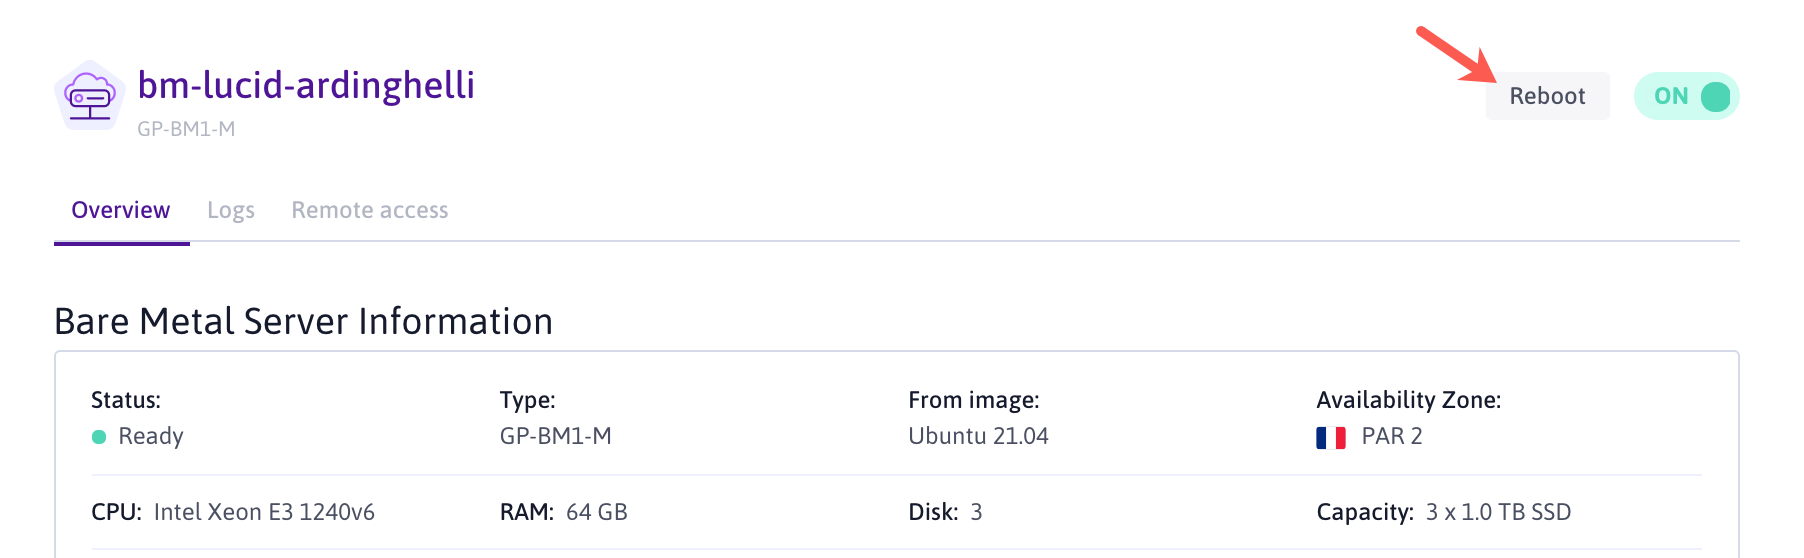 bm-lucid-ardinghelli
GP-BM1-M
Reboot
ON
Overview Logs Remote access
Bare Metal Server Information
Status: Type: From image: Availability Zone:
Ready GP-BM1-M Ubuntu 21.04 PAR 2
CPU: Intel Xeon E3 1240v6 RAM: 64 GB Disk: 3 Capacity: 3 x 1.0 TB SSD